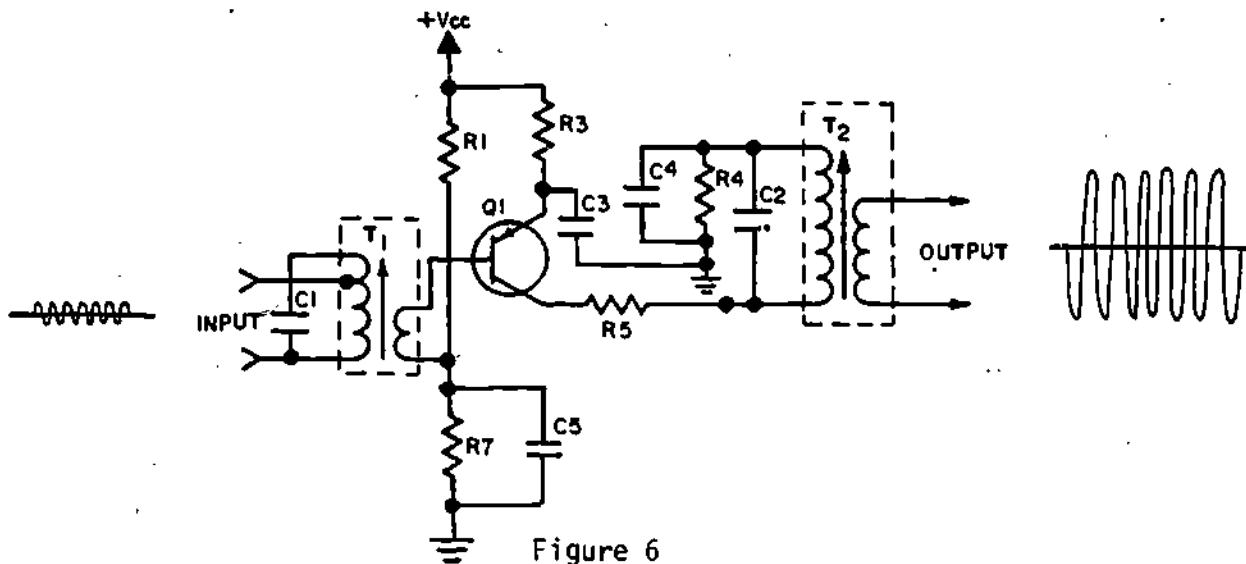 +Vcc
R1
R3
C4
R4
C2
T2
Q1
C3
T1
C1
INPUT
OUTPUT
R5
R7
C5
Figure 6